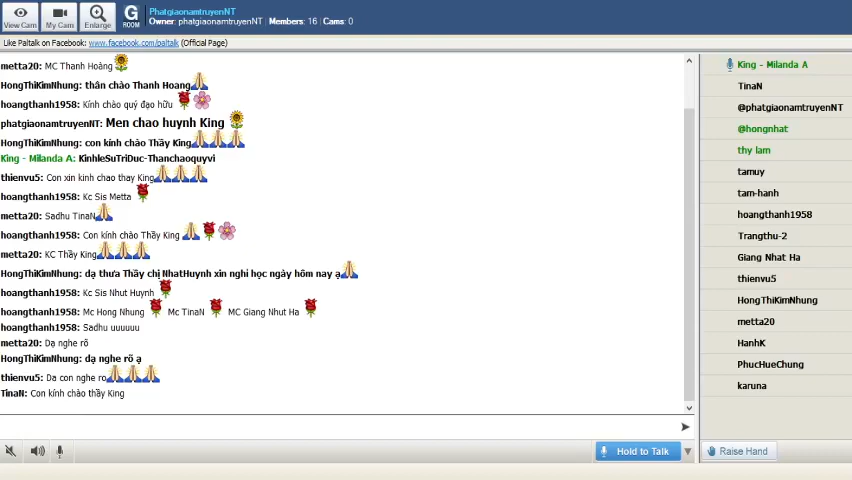 View Cam
My Cam
Enlarge
G
ROOM
PhatgiaonamtruyenNT
Owner: phatgiaonamtruyenNT | Members: 16 | Cams: 0
Like Paltalk on Facebook: www.facebook.com/paltalk (Official Page)
metta20: MC Thanh Hoàng
HongThiKimNhung: thân chào Thanh Hoang
hoangthanh1958: Kính chào quý đạo hữu
phatgiaonamtruyenNT: Men chao huynh King
HongThiKimNhung: con kính chào Thầy King
King - Milanda A: KinhleSuTriDuc-Thanchaoquyvi
thienvu5: Con xin kinh chao thay King
hoangthanh1958: Kc Sis Metta
metta20: Sadhu TinaN
hoangthanh1958: Con kính chào Thầy King
metta20: KC Thầy King
HongThiKimNhung: dạ thưa Thầy chị NhatHuynh xin nghỉ học ngày hôm nay ạ
hoangthanh1958: Kc Sis Nhut Huynh
hoangthanh1958: Mc Hong Nhung Mc TinaN MC Giang Nhut Ha
hoangthanh1958: Sadhu uuuuuu
metta20: Dạ nghe rõ
HongThiKimNhung: dạ nghe rõ ạ
thienvu5: Da con nghe ro
TinaN: Con kính chào thầy King
Hold to Talk
King - Milanda A
TinaN
@phatgiaonamtruyenNT
@hongnhat
thy lam
tamuy
tam-hanh
hoangthanh1958
Trangthu-2
Giang Nhat Ha
thienvu5
HongThiKimNhung
metta20
HanhK
PhucHueChung
karuna
Raise Hand